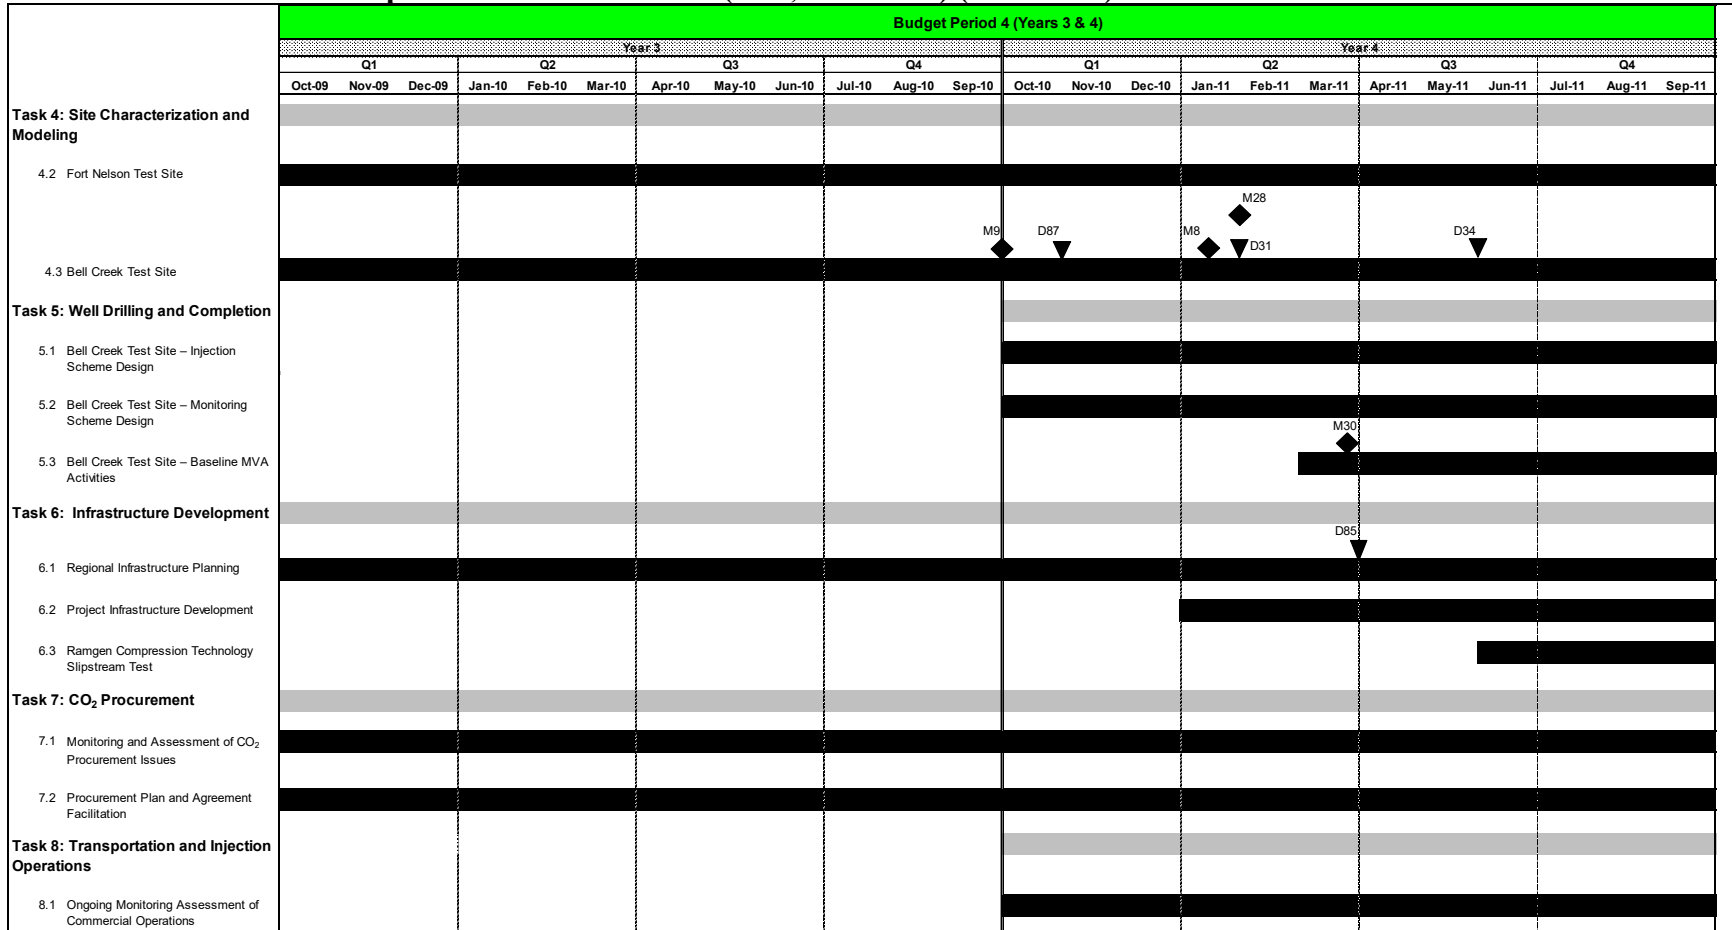 Budget Period 4 (Years 3 & 4)
Year 3 Year 4
Q1 Q2 Q3 Q4 Q1 Q2 Q3 Q4
Oct-09 Nov-09 Dec-09 Jan-10 Feb-10 Mar-10 Apr-10 May-10 Jun-10 Jul-10 Aug-10 Sep-10 Oct-10 Nov-10 Dec-10 Jan-11 Feb-11 Mar-11 Apr-11 May-11 Jun-11 Jul-11 Aug-11 Sep-11
Task 4: Site Characterization and
Modeling
4.2 Fort Nelson Test Site
M28
M9 D87 M8 D31 D34
4.3 Bell Creek Test Site
Task 5: Well Drilling and Completion
5.1 Bell Creek Test Site – Injection
Scheme Design
5.2 Bell Creek Test Site – Monitoring
Scheme Design
M30
5.3 Bell Creek Test Site – Baseline MVA
Activities
Task 6: Infrastructure Development
D85
6.1 Regional Infrastructure Planning
6.2 Project Infrastructure Development
6.3 Ramgen Compression Technology
Slipstream Test
Task 7: CO₂ Procurement
7.1 Monitoring and Assessment of CO₂
Procurement Issues
7.2 Procurement Plan and Agreement
Facilitation
Task 8: Transportation and Injection
Operations
8.1 Ongoing Monitoring Assessment of
Commercial Operations